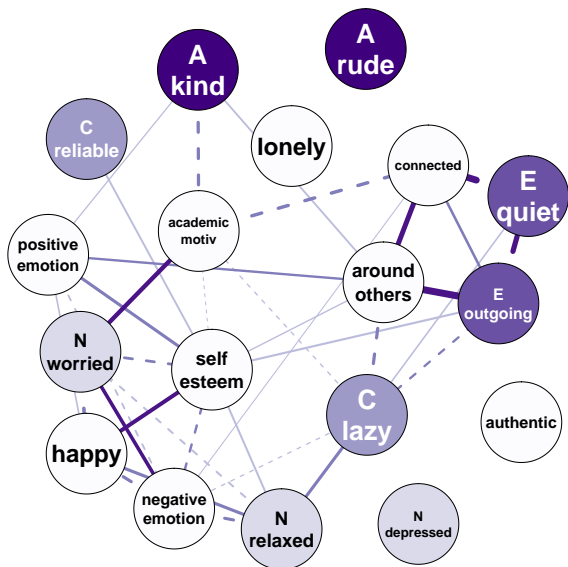 A
kind
A
rude
C
reliable
lonely
connected
E
quiet
academic
motiv
positive
emotion
around
others
E
outgoing
N
worried
self
esteem
C
lazy
authentic
happy
negative
emotion
N
relaxed
N
depressed